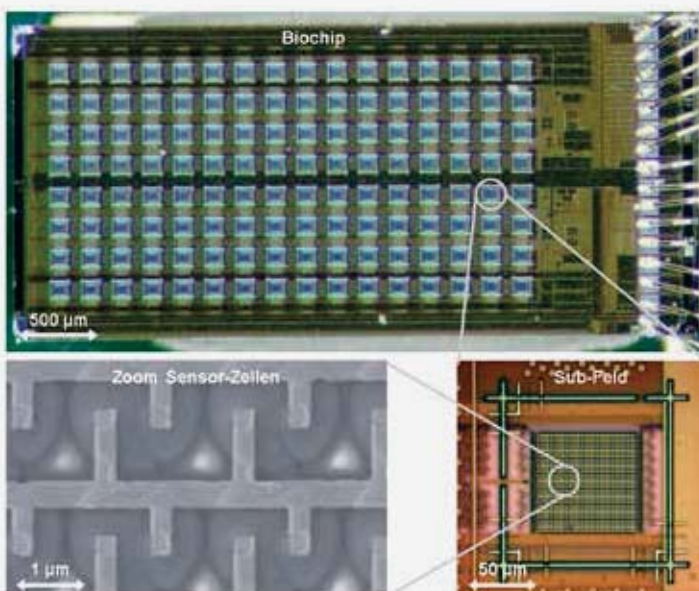 Biochip
500 µm
Zoom Sensor-Zellen
1 µm
Sub-Feld
50 µm